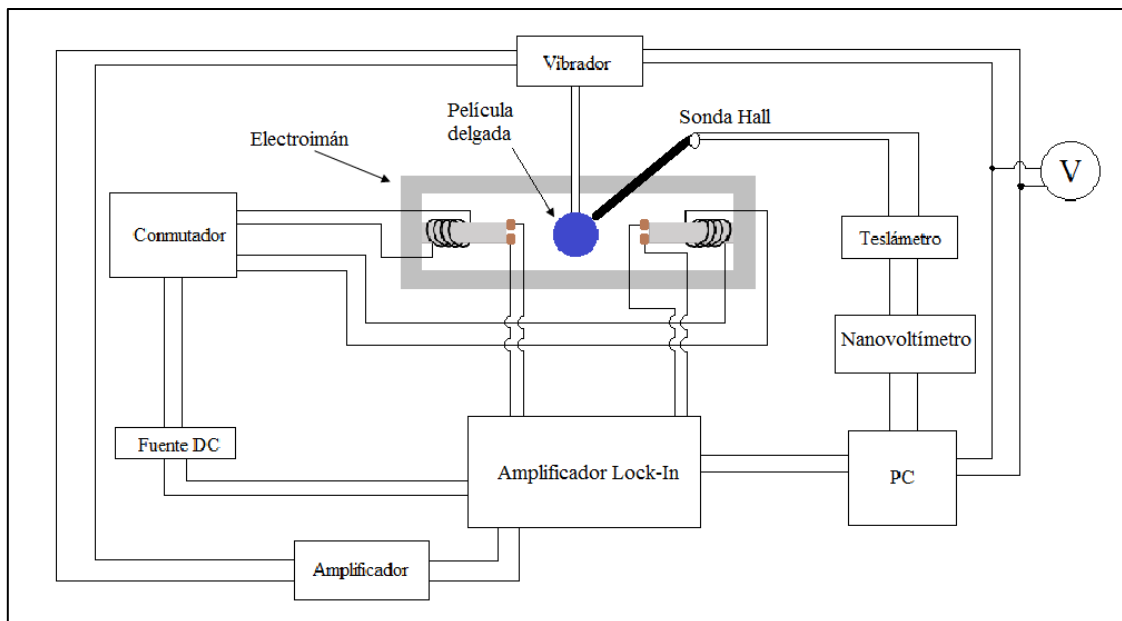 Vibrador
Película
delgada
Sonda Hall
Electroimán
V
Conmutador
Teslámetro
Nanovoltímetro
Fuente DC
Amplificador Lock-In
PC
Amplificador